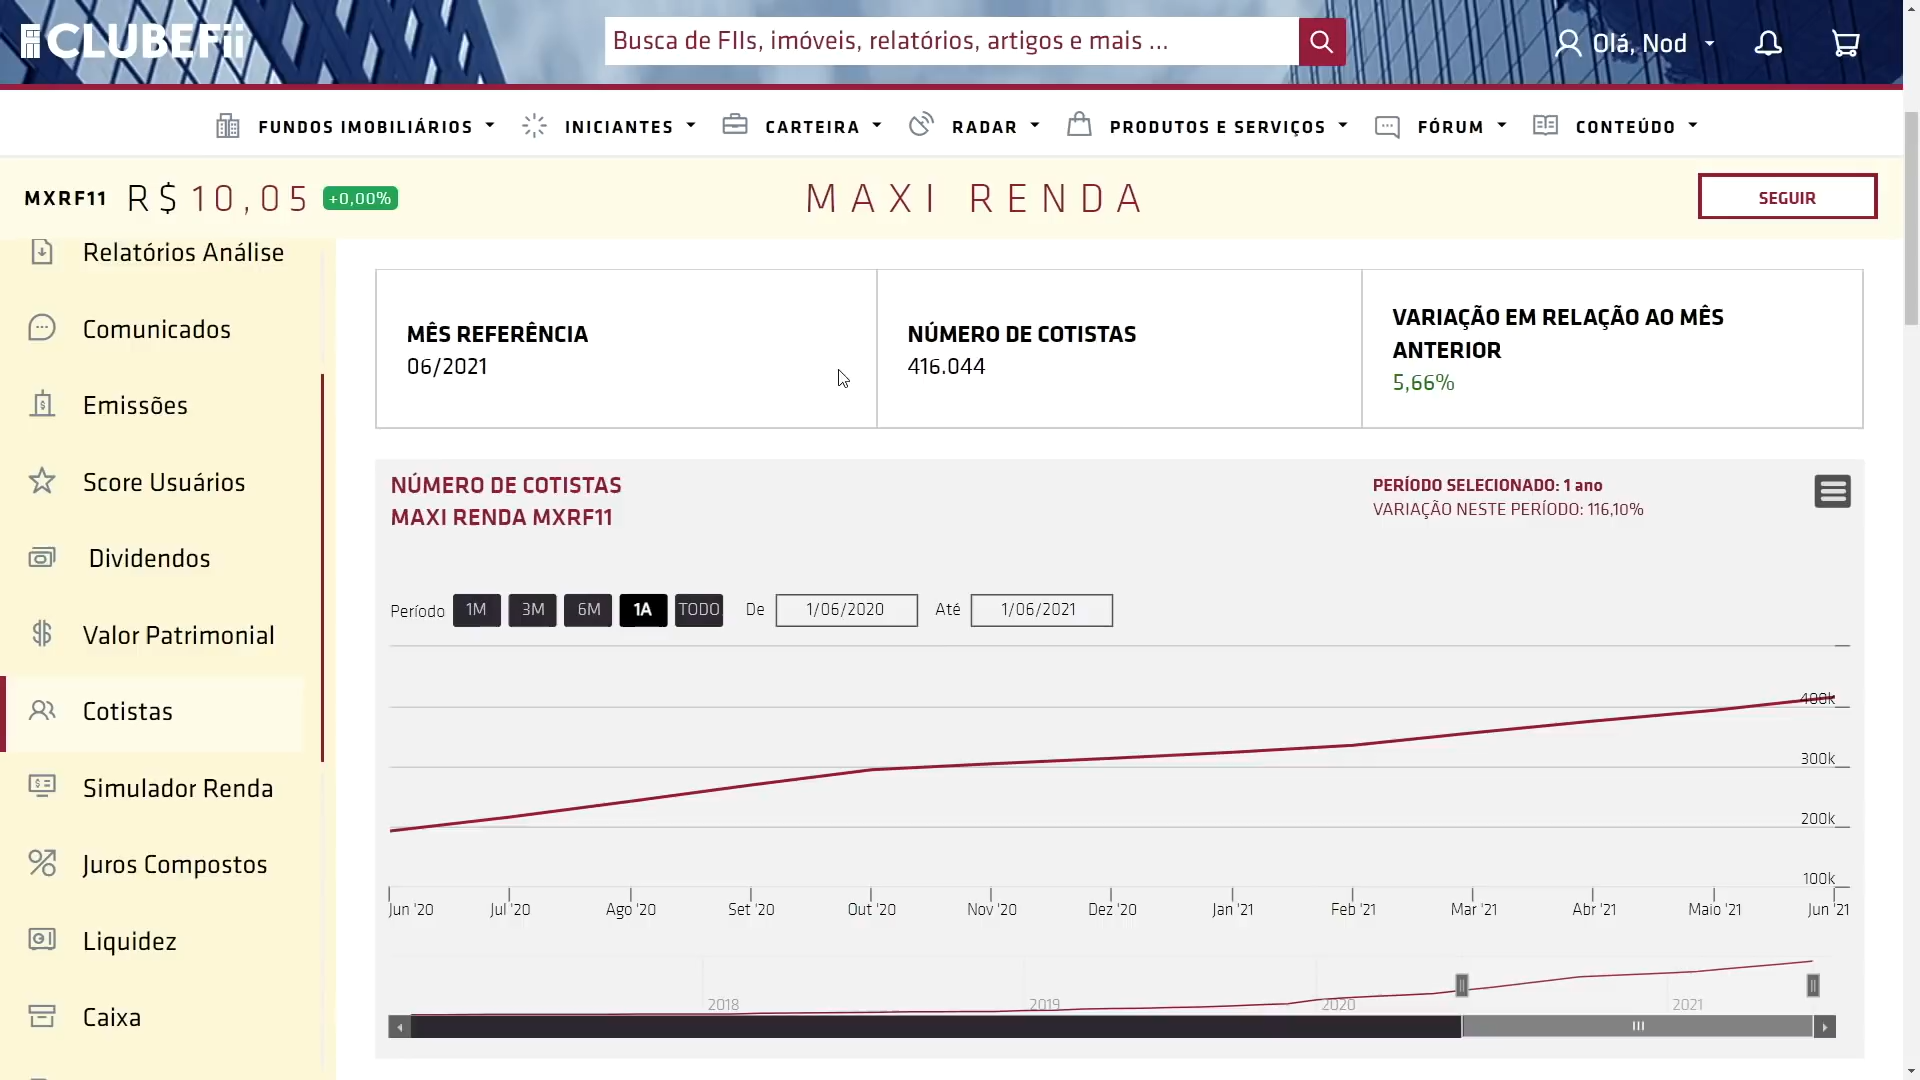 CLUBEFii
Busca de FIIs, imóveis, relatórios, artigos e mais ...
Olá, Nod
FUNDOS IMOBILIÁRIOS
INICIANTES
CARTEIRA
RADAR
PRODUTOS E SERVIÇOS
FÓRUM
CONTEÚDO
MXRF11 R$ 10,05 +0,00%
MAXI RENDA
SEGUIR
Relatórios Análise
Comunicados
Emissões
Score Usuários
Dividendos
Valor Patrimonial
Cotistas
Simulador Renda
Juros Compostos
Liquidez
Caixa
MÊS REFERÊNCIA
06/2021
NÚMERO DE COTISTAS
416.044
VARIAÇÃO EM RELAÇÃO AO MÊS
ANTERIOR
5,66%
NÚMERO DE COTISTAS
MAXI RENDA MXRF11
PERÍODO SELECIONADO: 1 ano
VARIAÇÃO NESTE PERÍODO: 116,10%
Período 1M 3M 6M 1A TODO De 1/06/2020 Até 1/06/2021
400k
300k
200k
100k
Jun '20 Jul '20 Ago '20 Set '20 Out '20 Nov '20 Dez '20 Jan '21 Feb '21 Mar '21 Abr '21 Maio '21 Jun '21
2018 2019 2020 2021